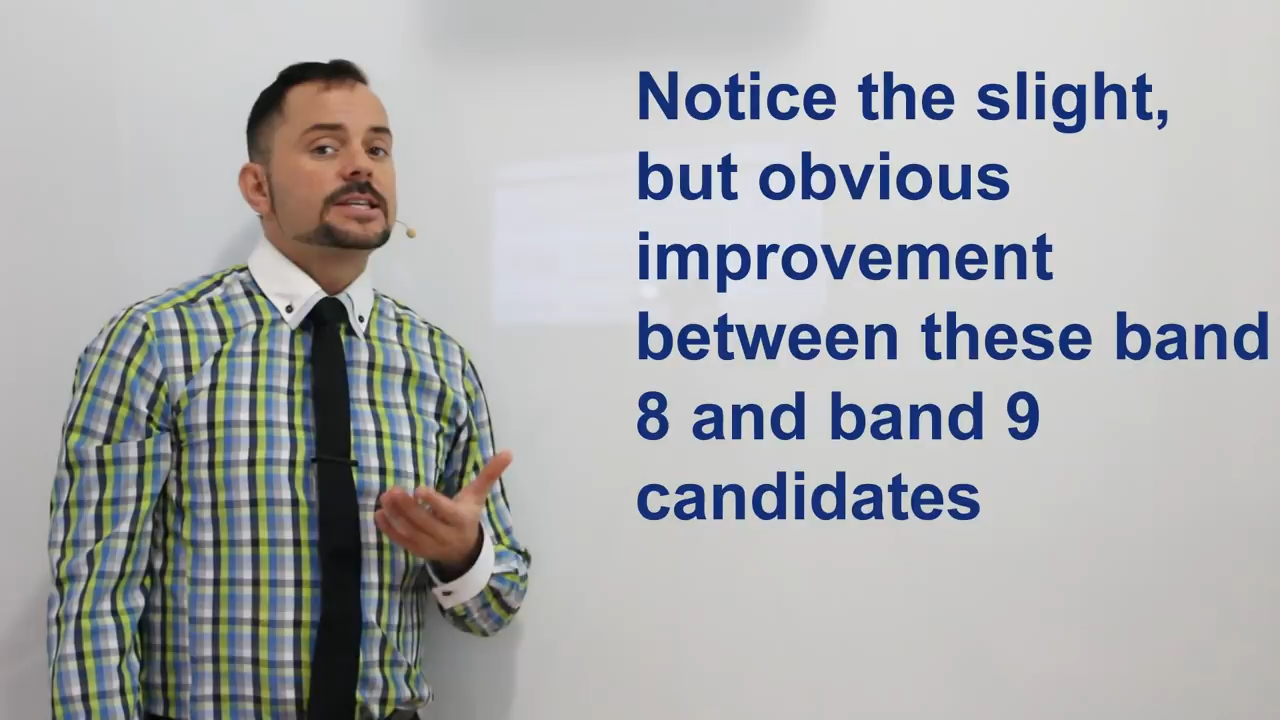 Notice the slight,
but obvious
improvement
between these band
8 and band 9
candidates